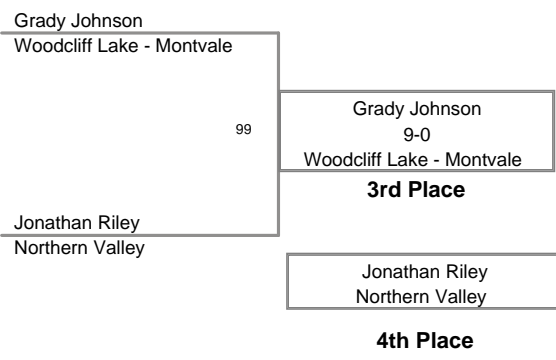 Grady Johnson
Woodcliff Lake - Montvale
99
Grady Johnson
9-0
Woodcliff Lake - Montvale
3rd Place
Jonathan Riley
Northern Valley
Jonathan Riley
Northern Valley
4th Place